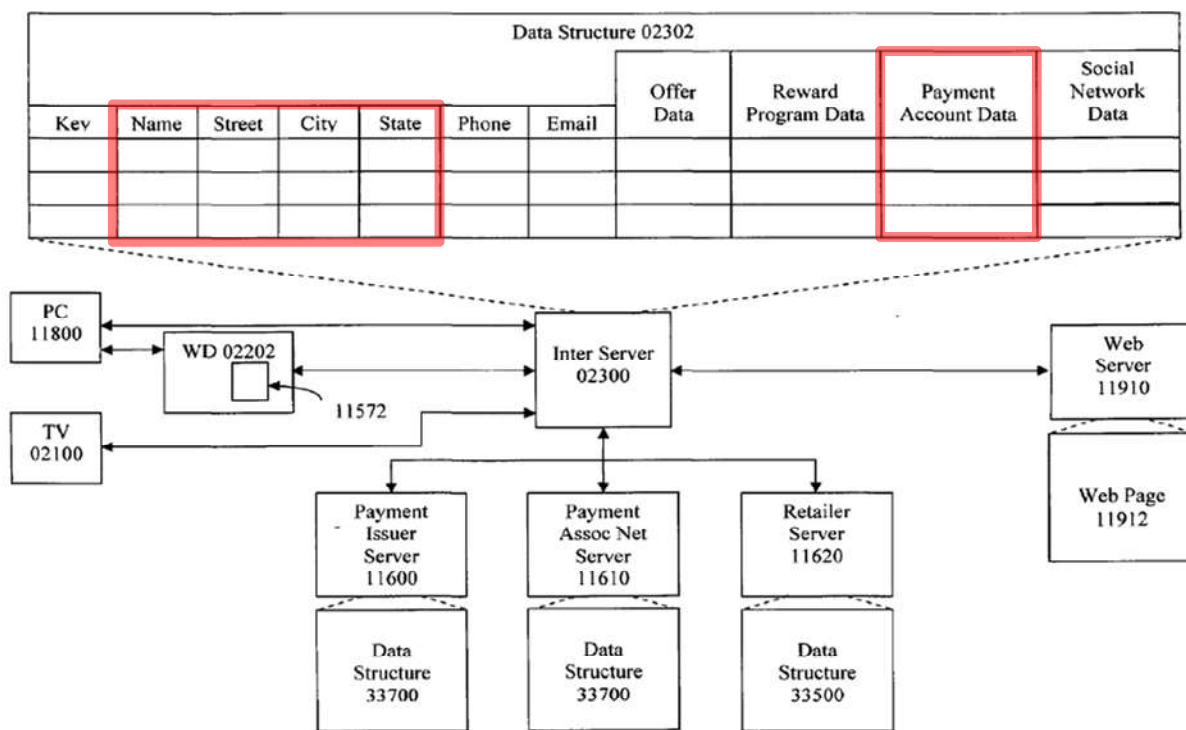 Data Structure 02302
Key
Name
Street
City
State
Phone
Email
Offer
Data
Reward
Program Data
Payment
Account Data
Social
Network
Data
PC
11800
WD 02202
11572
TV
02100
Inter Server
02300
Web
Server
11910
Web Page
11912
Payment
Issuer
Server
11600
Payment
Assoc Net
Server
11610
Retailer
Server
11620
Data
Structure
33700
Data
Structure
33700
Data
Structure
33500